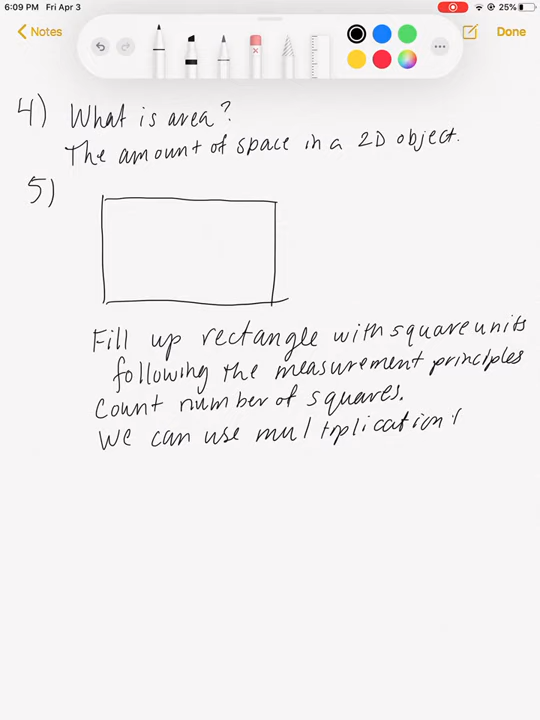 6:09 PM Fri Apr 3
25%
Notes
Done
4) What is area?
The amount of space in a 2D object.
5)
Fill up rectangle with square units
following the measurement principles
Count number of squares.
We can use multiplication